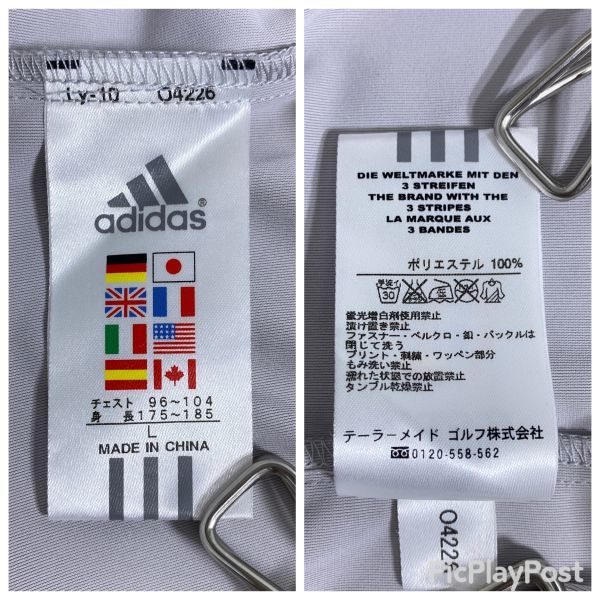 Ly-10 O4226
adidas®
チェスト 96~104
身 長 175~185
L
MADE IN CHINA
DIE WELTMARKE MIT DEN
3 STREIFEN
THE BRAND WITH THE
3 STRIPES
LA MARQUE AUX
3 BANDES
ポリエステル 100%
手洗イ
30
蛍光増白剤使用禁止
漬け置き禁止
ファスナー・ベルクロ・釦・バックルは
閉じて洗う
プリント・刺繍・ワッペン部分
もみ洗い禁止
濡れた状態での放置禁止
タンブル乾燥禁止
テーラーメイド ゴルフ株式会社
0120-558-562
O4226
PicPlayPost